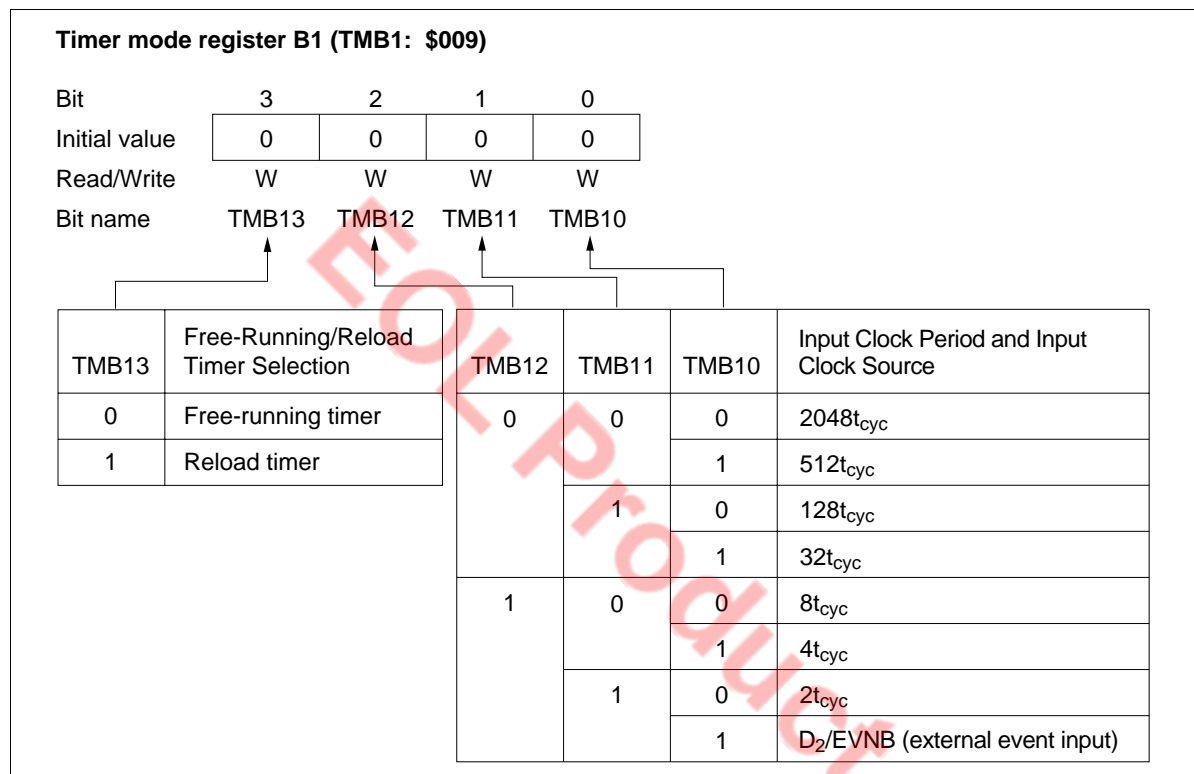 Timer mode register B1 (TMB1: $009)
Bit 3 2 1 0
Initial value 0 0 0 0
Read/Write W W W W
Bit name TMB13 TMB12 TMB11 TMB10
TMB13 Free-Running/Reload Timer Selection
0 Free-running timer
1 Reload timer
TMB12 TMB11 TMB10 Input Clock Period and Input Clock Source
0 0 0 2048tcyc
1 512tcyc
1 0 128tcyc
1 32tcyc
1 0 0 8tcyc
1 4tcyc
1 0 2tcyc
1 D2/EVNB (external event input)
EOL Product